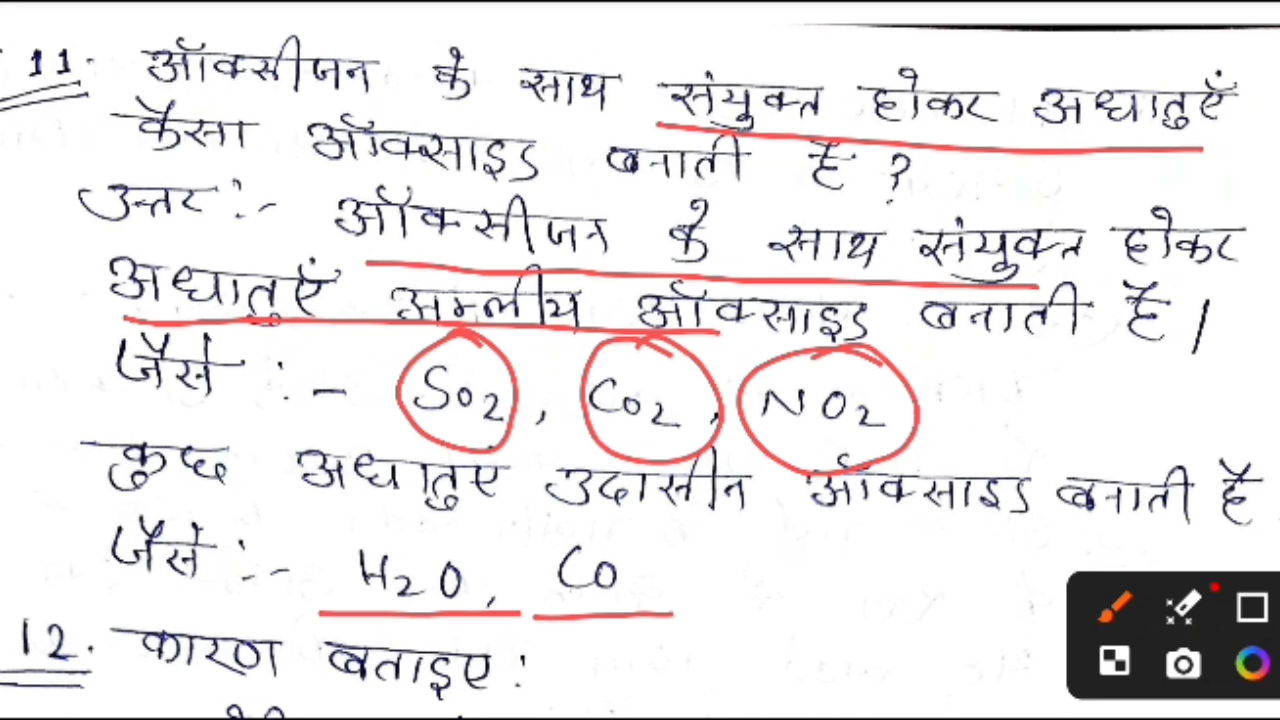 11. ऑक्सीजन के साथ संयुक्त होकर अधातुएँ
कैसा ऑक्साइड बनाती है ?
उत्तर :- ऑक्सीजन के साथ संयुक्त होकर
अधातुएँ अम्लीय ऑक्साइड बनाती है।
जैसे :- SO2, CO2, NO2
कुछ अधातुएं उदासीन ऑक्साइड बनाती है
जैसे :- H2O, CO
12. कारण बताइए :